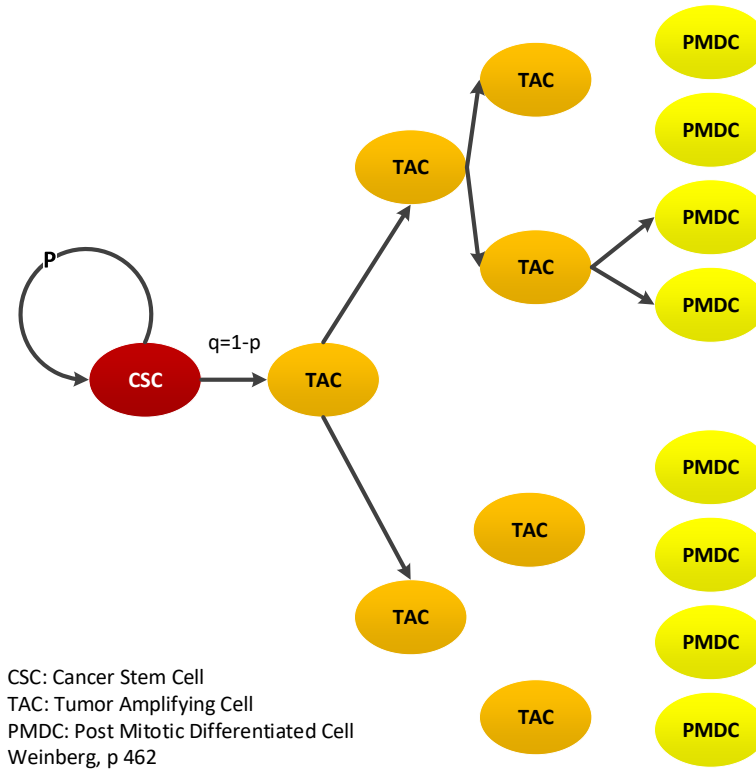 PMDC
TAC
PMDC
TAC
PMDC
P
TAC
PMDC
q=1-p
CSC
TAC
PMDC
TAC
PMDC
TAC
PMDC
CSC: Cancer Stem Cell
TAC: Tumor Amplifying Cell
TAC
PMDC
PMDC: Post Mitotic Differentiated Cell
Weinberg, p 462